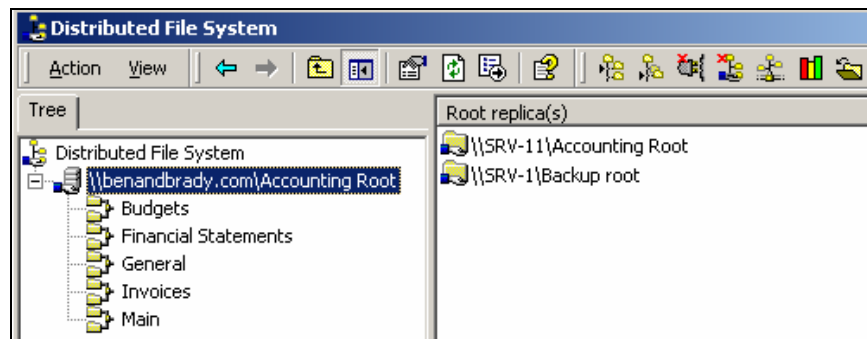 Distributed File System
Action View
Tree
Root replica(s)
Distributed File System
\\benandbrady.com\Accounting Root
Budgets
Financial Statements
General
Invoices
Main
\\SRV-11\Accounting Root
\\SRV-1\Backup root